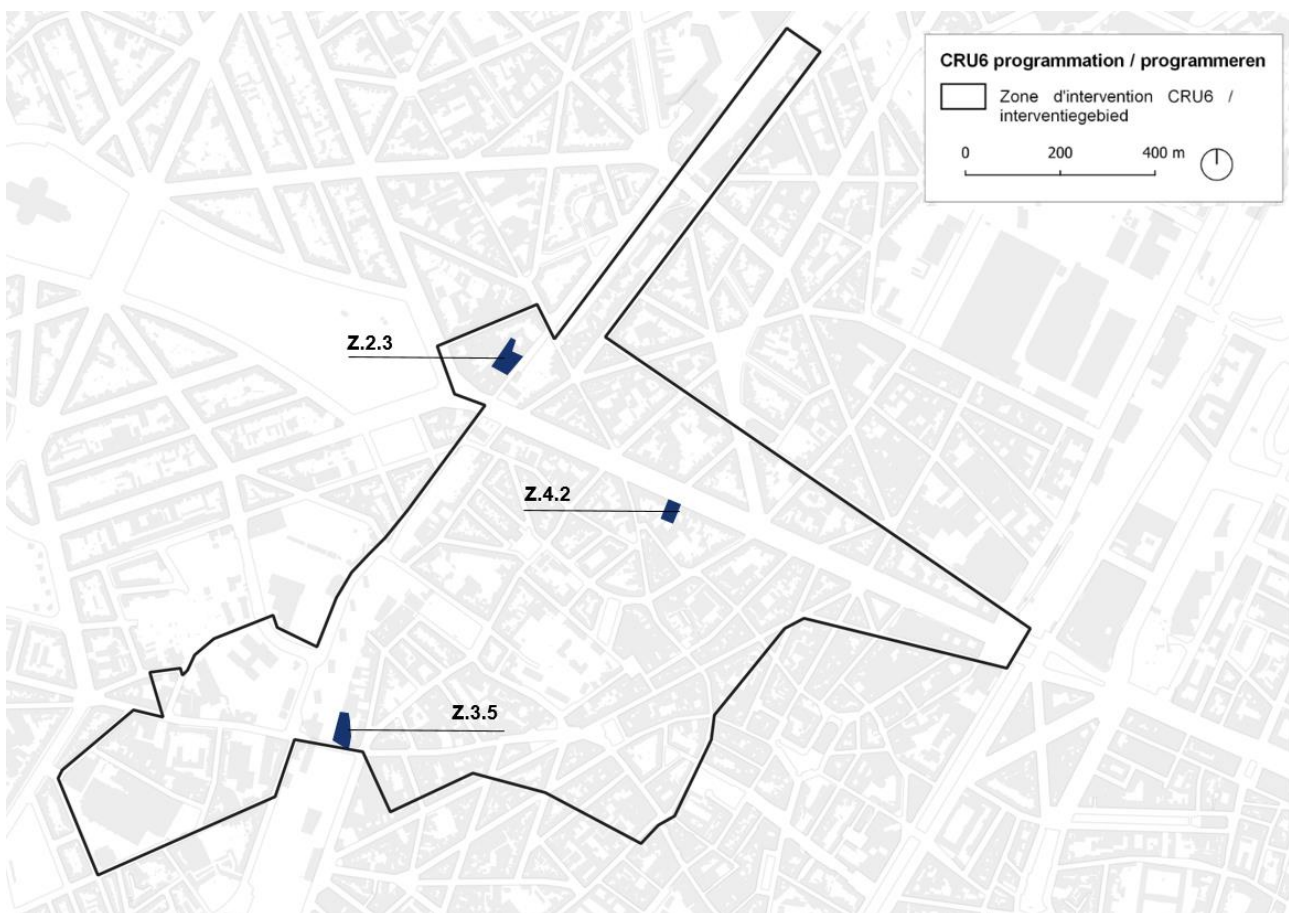 CRU6 programmation / programmeren
Zone d'intervention CRU6 /
interventiegebied
0 200 400 m
Z.2.3
Z.4.2
Z.3.5